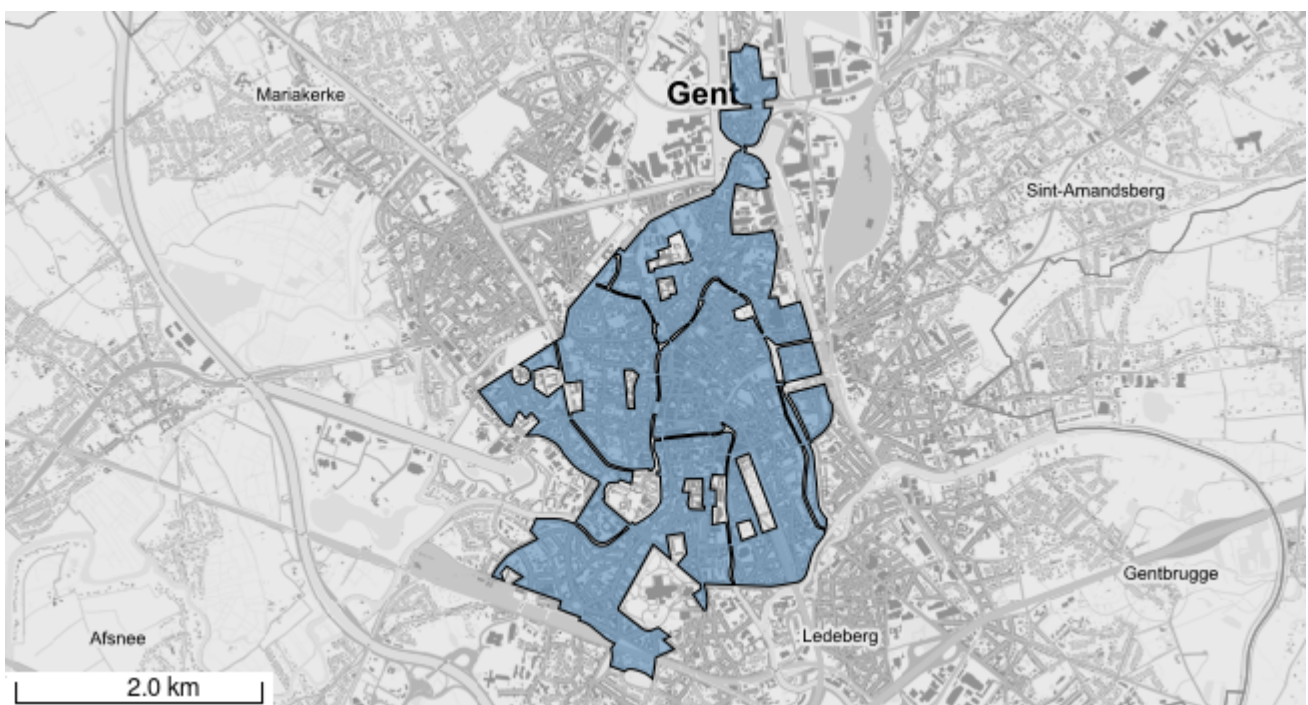 Gent
Mariakerke
Sint-Amandsberg
Gentbrugge
Ledeberg
Afsnee
2.0 km